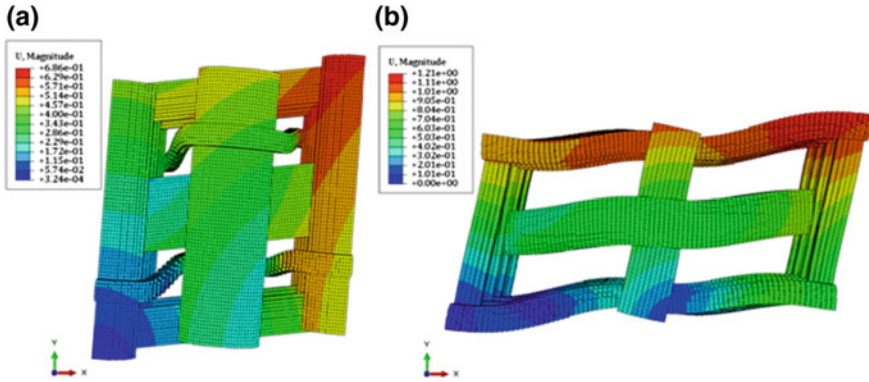 (a)
U, Magnitude
+6.86e-01
+6.29e-01
+5.71e-01
+5.14e-01
+4.57e-01
+4.00e-01
+3.43e-01
+2.86e-01
+2.29e-01
+1.72e-01
+1.15e-01
+5.74e-02
+3.24e-04
Y
X
(b)
U, Magnitude
+1.21e+00
+1.11e+00
+1.01e+00
+9.05e-01
+8.04e-01
+7.04e-01
+6.03e-01
+5.03e-01
+4.02e-01
+3.02e-01
+2.01e-01
+1.01e-01
+0.00e+00
Y
X